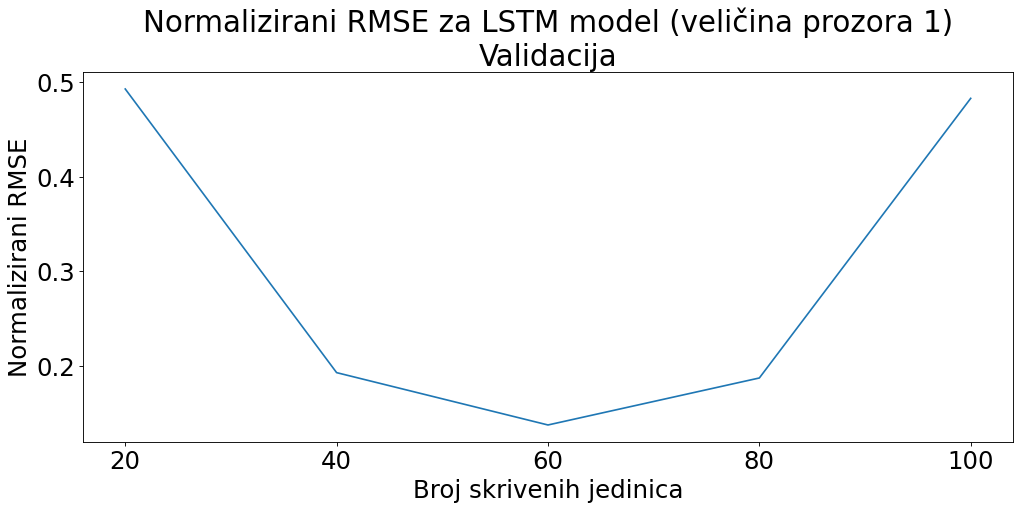 Normalizirani RMSE za LSTM model (veličina prozora 1)
Validacija
Normalizirani RMSE
0.5
0.4
0.3
0.2
20 40 60 80 100
Broj skrivenih jedinica